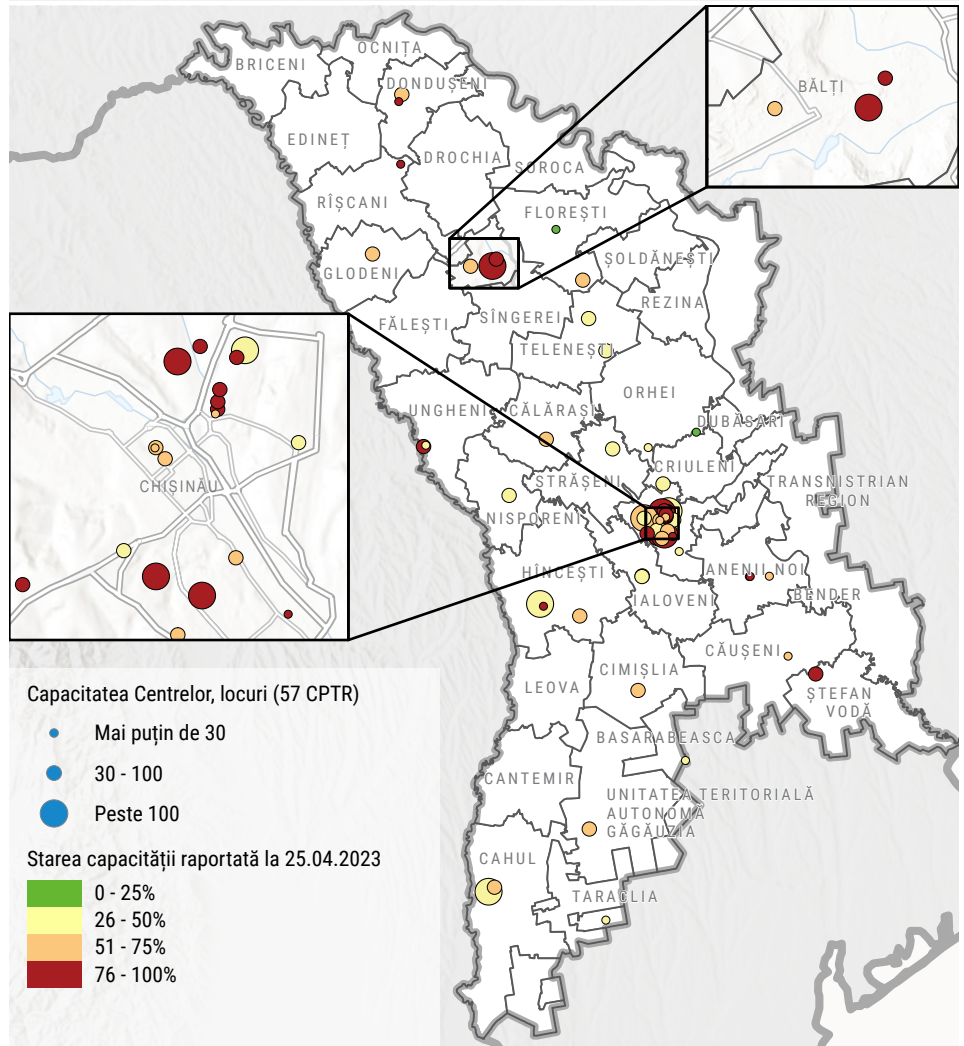 OCNIȚA
BRICENI
DONDUȘENI
BĂLȚI
EDINEȚ
DROCHIA
SOROCA
RÎȘCANI
FLOREȘTI
ȘOLDĂNEȘTI
GLODENI
REZINA
SÎNGEREI
FĂLEȘTI
TELENEȘTI
ORHEI
UNGHENI
CĂLĂRAȘI
DUBĂSARI
CRIULENI
STRĂȘENI
TRANSNISTRIAN
REGION
CHIȘINĂU
NISPORENI
HÎNCEȘTI
ANENII NOI
IALOVENI
BENDER
CĂUȘENI
CIMIȘLIA
LEOVA
ȘTEFAN
VODĂ
BASARABEASCA
CANTEMIR
UNITATEA TERITORIALĂ
AUTONOMĂ
GĂGĂUZIA
CAHUL
TARACLIA
Capacitatea Centrelor, locuri (57 CPTR)
Mai puțin de 30
30 - 100
Peste 100
Starea capacității raportată la 25.04.2023
0 - 25%
26 - 50%
51 - 75%
76 - 100%